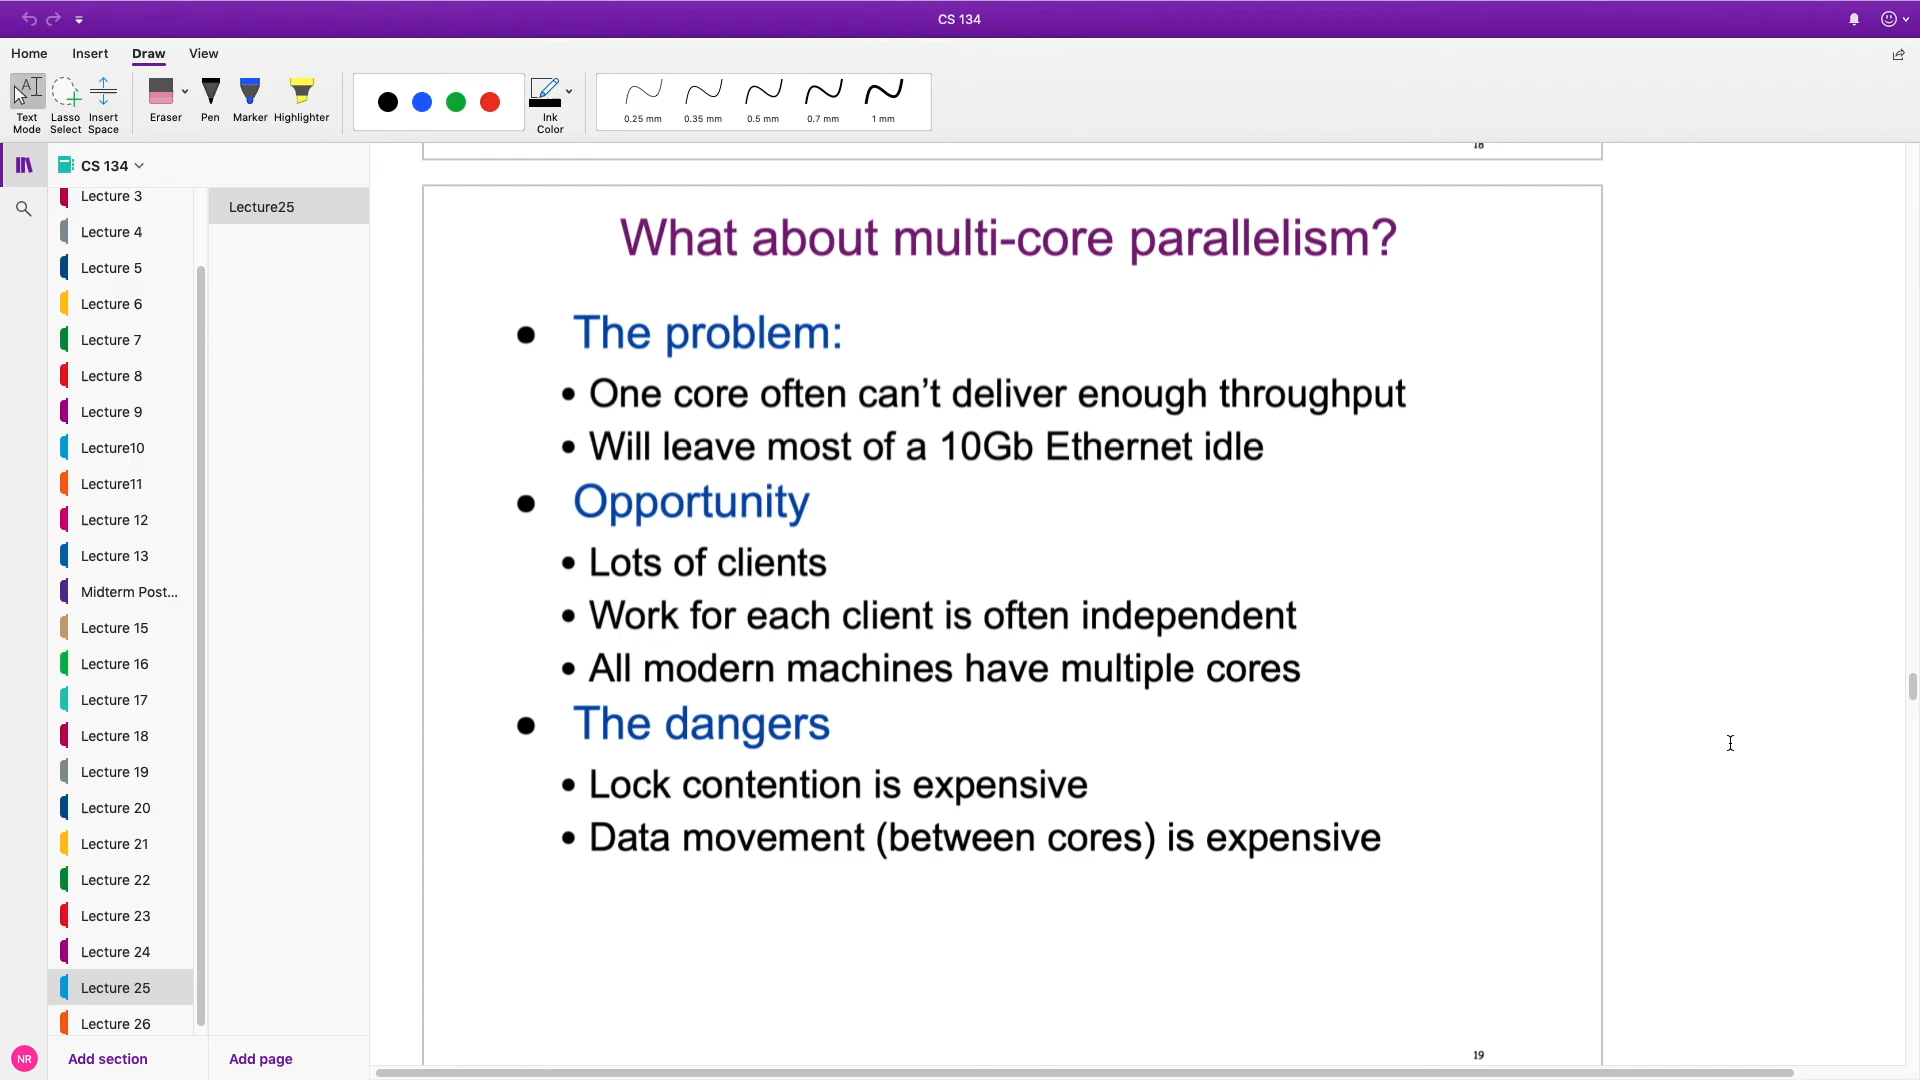 CS 134
Home Insert Draw View
Text Mode
Lasso Select
Insert Space
Eraser
Pen
Marker
Highlighter
Ink Color
0.25 mm
0.35 mm
0.5 mm
0.7 mm
1 mm
CS 134
Lecture 3
Lecture 4
Lecture 5
Lecture 6
Lecture 7
Lecture 8
Lecture 9
Lecture10
Lecture11
Lecture 12
Lecture 13
Midterm Post...
Lecture 15
Lecture 16
Lecture 17
Lecture 18
Lecture 19
Lecture 20
Lecture 21
Lecture 22
Lecture 23
Lecture 24
Lecture 25
Lecture 26
Add section
NR
Lecture25
Add page
18
What about multi-core parallelism?
• The problem:
• One core often can’t deliver enough throughput
• Will leave most of a 10Gb Ethernet idle
• Opportunity
• Lots of clients
• Work for each client is often independent
• All modern machines have multiple cores
• The dangers
• Lock contention is expensive
• Data movement (between cores) is expensive
19